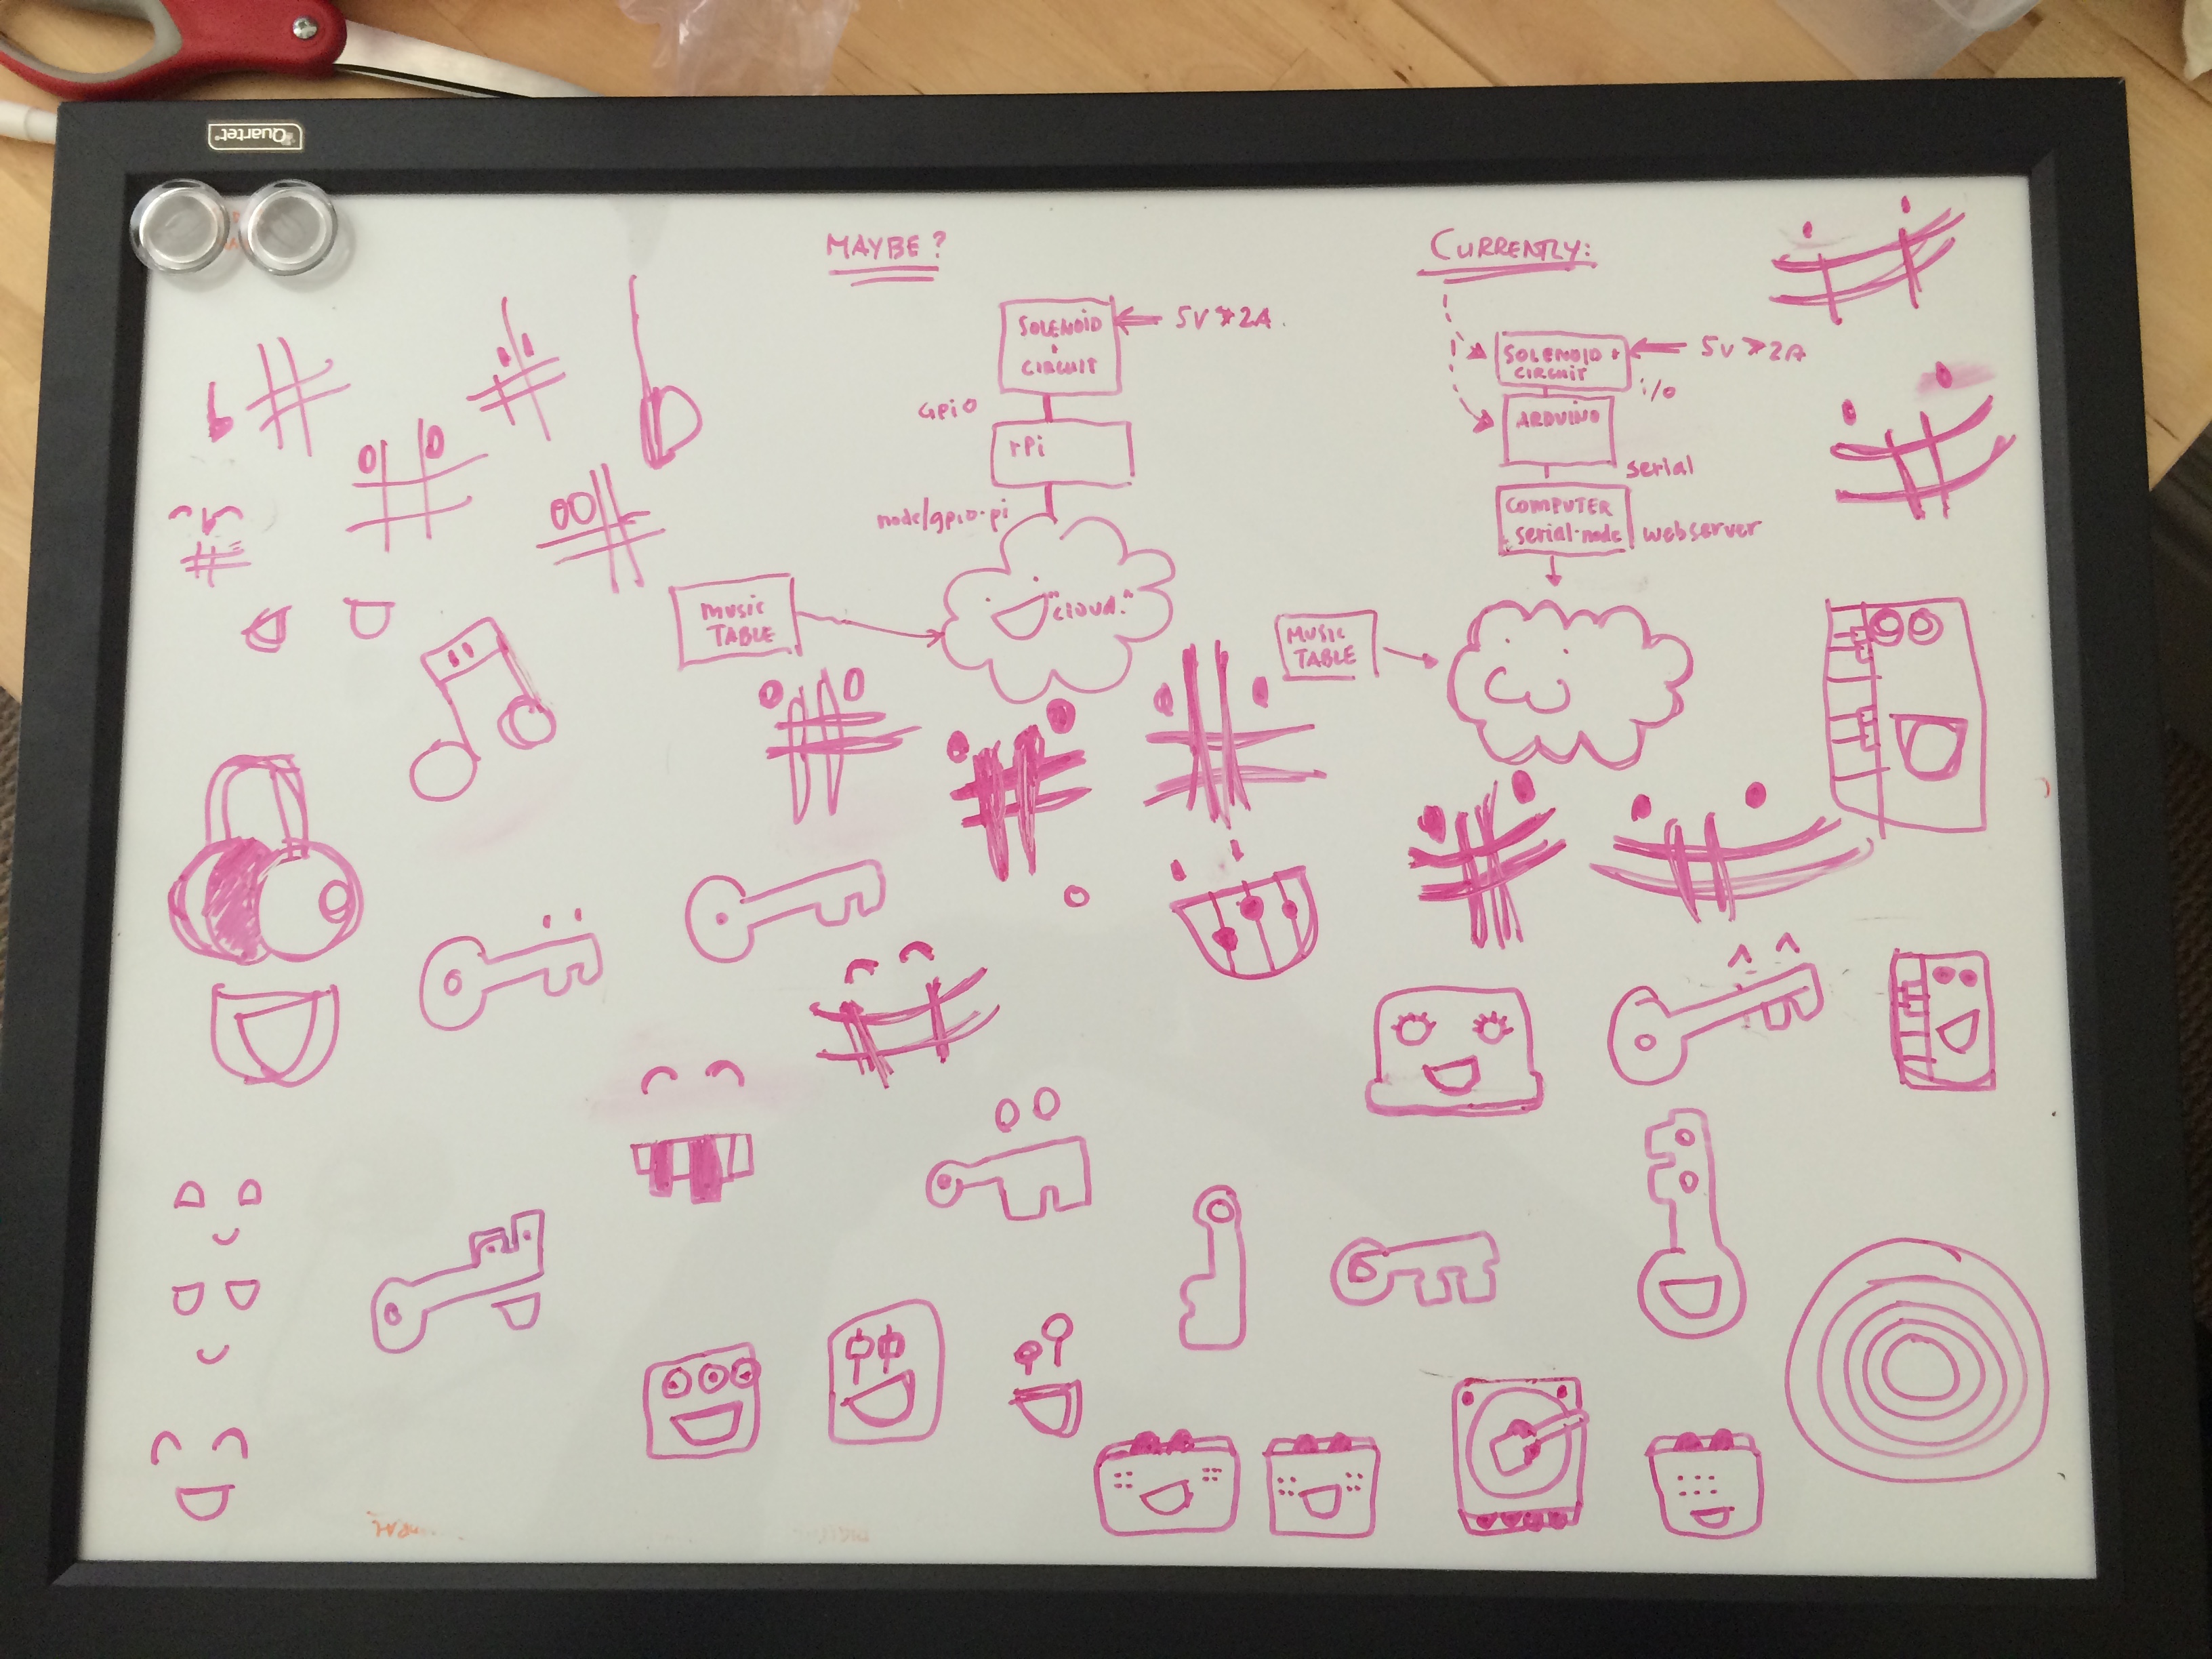 Quartet
MAYBE?
SOLENOID
+
CIRCUIT
5V 2A.
GPiO
rPi
node/gpio-pi
MUSIC
TABLE
"cloud."
CURRENTLY:
SOLENOID +
CIRCUIT
5V >2A
i/o
ARDUINO
serial
COMPUTER
serial-node
webserver
MUSIC
TABLE